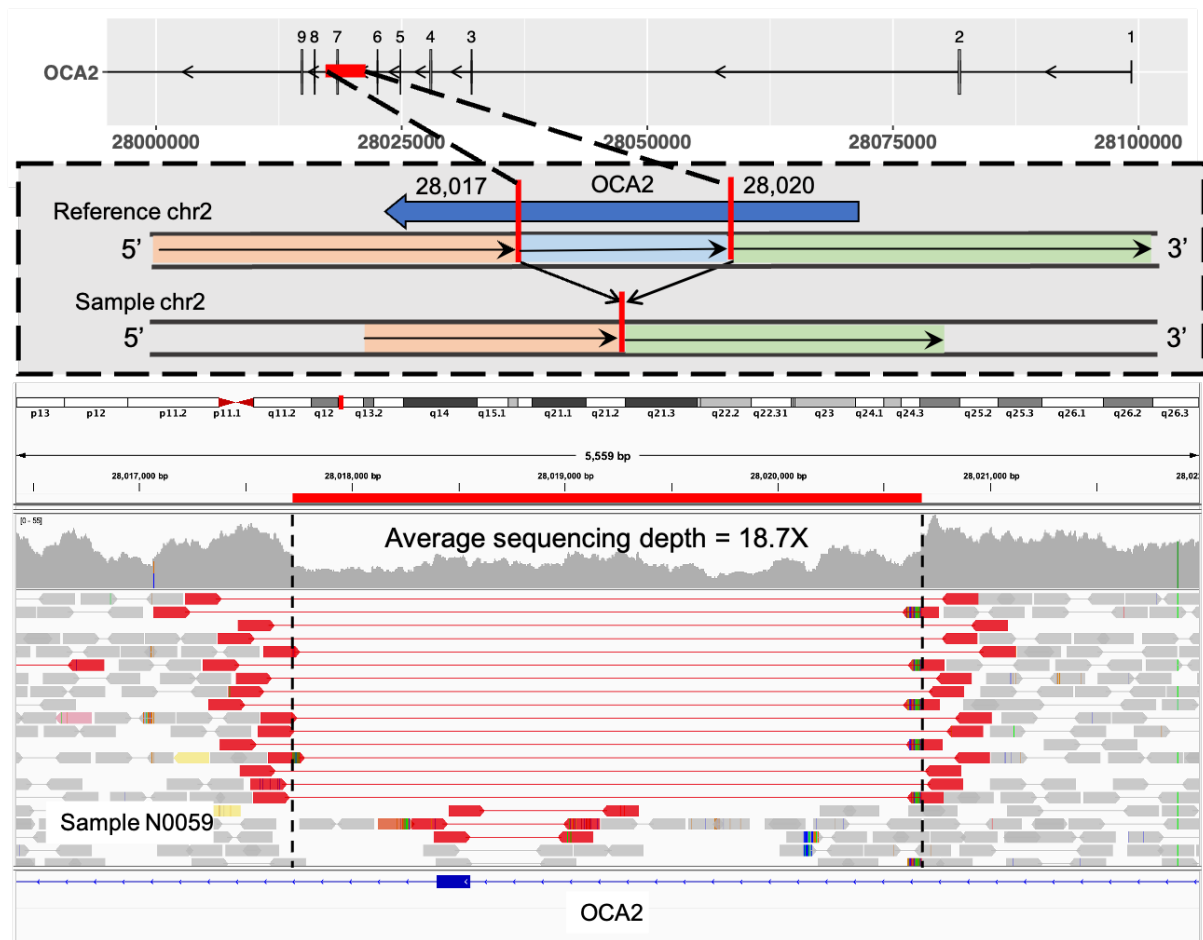 9 8 7 6 5 4 3 2 1
OCA2
28000000 28025000 28050000 28075000 28100000
28,017 OCA2 28,020
Reference chr2
5’ 3’
Sample chr2
5’ 3’
p13 p12 p11.2 p11.1 q11.2 q12 q13.2 q14 q15.1 q21.1 q21.2 q21.3 q22.2 q22.31 q23 q24.1 q24.3 q25.2 q25.3 q26.1 q26.2 q26.3
5,559 bp
28,017,000 bp 28,018,000 bp 28,019,000 bp 28,020,000 bp 28,021,000 bp 28,022
[0 - 55]
Average sequencing depth = 18.7X
Sample N0059
OCA2